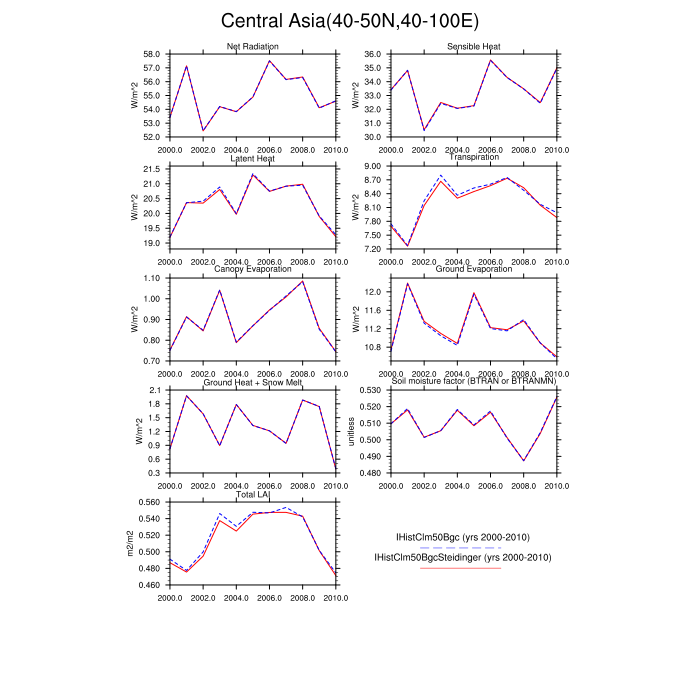 Central Asia(40-50N,40-100E)
Net Radiation
W/m^2
58.0
57.0
56.0
55.0
54.0
53.0
52.0
2000.0 2002.0 2004.0 2006.0 2008.0 2010.0
Sensible Heat
W/m^2
36.0
35.0
34.0
33.0
32.0
31.0
30.0
2000.0 2002.0 2004.0 2006.0 2008.0 2010.0
Latent Heat
W/m^2
21.5
21.0
20.5
20.0
19.5
19.0
2000.0 2002.0 2004.0 2006.0 2008.0 2010.0
Transpiration
W/m^2
9.00
8.70
8.40
8.10
7.80
7.50
7.20
2000.0 2002.0 2004.0 2006.0 2008.0 2010.0
Canopy Evaporation
W/m^2
1.10
1.00
0.90
0.80
0.70
2000.0 2002.0 2004.0 2006.0 2008.0 2010.0
Ground Evaporation
W/m^2
12.0
11.6
11.2
10.8
2000.0 2002.0 2004.0 2006.0 2008.0 2010.0
Ground Heat + Snow Melt
W/m^2
2.1
1.8
1.5
1.2
0.9
0.6
0.3
2000.0 2002.0 2004.0 2006.0 2008.0 2010.0
Soil moisture factor (BTRAN or BTRANMN)
unitless
0.530
0.520
0.510
0.500
0.490
0.480
2000.0 2002.0 2004.0 2006.0 2008.0 2010.0
Total LAI
m2/m2
0.560
0.540
0.520
0.500
0.480
0.460
2000.0 2002.0 2004.0 2006.0 2008.0 2010.0
IHistClm50Bgc (yrs 2000-2010)
IHistClm50BgcSteidinger (yrs 2000-2010)